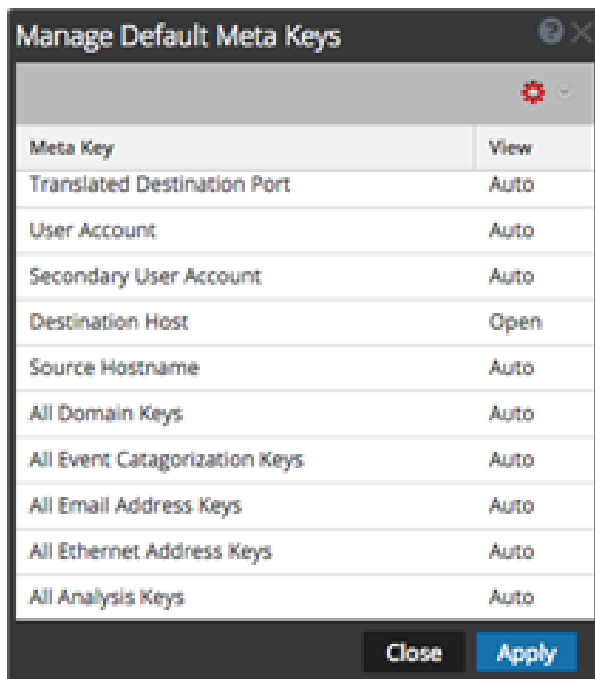 Manage Default Meta Keys
Meta Key View
Translated Destination Port Auto
User Account Auto
Secondary User Account Auto
Destination Host Open
Source Hostname Auto
All Domain Keys Auto
All Event Catagorization Keys Auto
All Email Address Keys Auto
All Ethernet Address Keys Auto
All Analysis Keys Auto
Close Apply